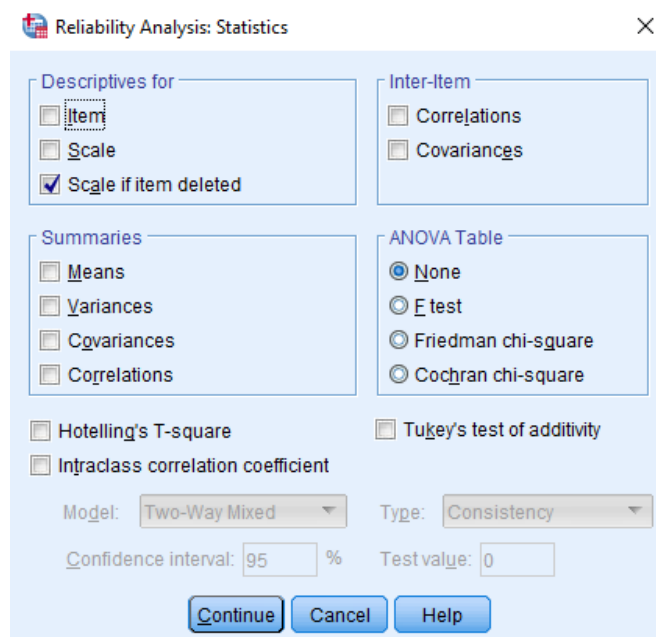 Reliability Analysis: Statistics
Descriptives for
Item
Scale
Scale if item deleted
Inter-Item
Correlations
Covariances
Summaries
Means
Variances
Covariances
Correlations
ANOVA Table
None
F test
Friedman chi-square
Cochran chi-square
Hotelling's T-square
Tukey's test of additivity
Intraclass correlation coefficient
Model: Two-Way Mixed
Type: Consistency
Confidence interval: 95 %
Test value: 0
Continue
Cancel
Help